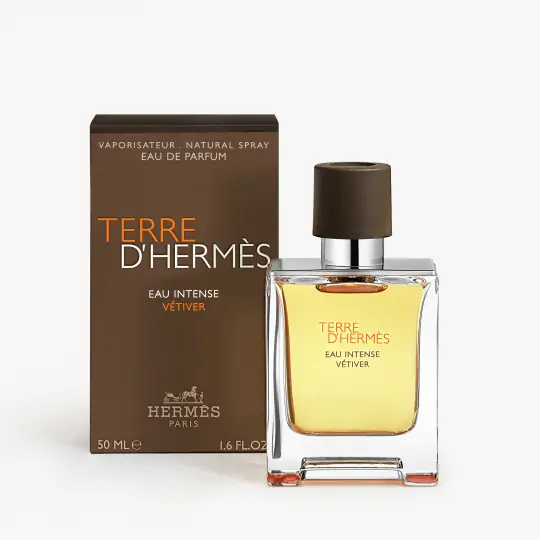 VAPORISATEUR . NATURAL SPRAY
EAU DE PARFUM
TERRE
D'HERMÈS
EAU INTENSE
VÉTIVER
HERMÈS
PARIS
50 ML ℮ 1.6 FL.OZ
TERRE
D'HERMÈS
EAU INTENSE
VÉTIVER